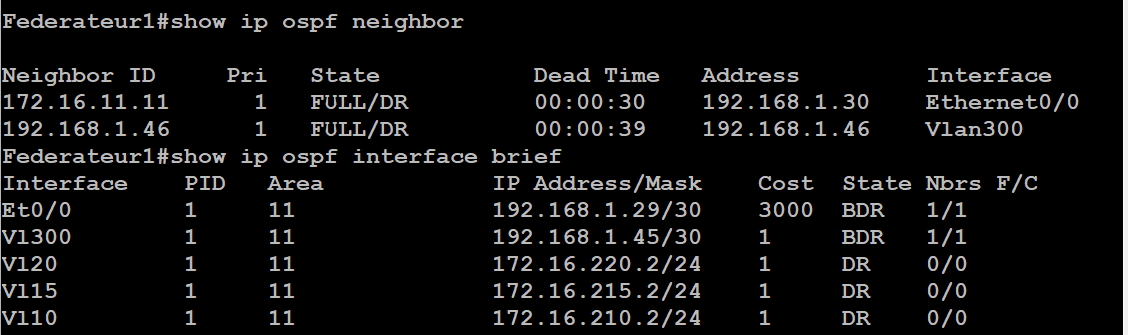 Federateur1#show ip ospf neighbor
Neighbor ID     Pri   State           Dead Time   Address         Interface
172.16.11.11      1   FULL/DR         00:00:30    192.168.1.30    Ethernet0/0
192.168.1.46      1   FULL/DR         00:00:39    192.168.1.46    Vlan300
Federateur1#show ip ospf interface brief
Interface    PID   Area            IP Address/Mask    Cost  State Nbrs F/C
Et0/0        1     11              192.168.1.29/30    3000  BDR   1/1
Vl300        1     11              192.168.1.45/30    1     BDR   1/1
Vl20         1     11              172.16.220.2/24    1     DR    0/0
Vl15         1     11              172.16.215.2/24    1     DR    0/0
Vl10         1     11              172.16.210.2/24    1     DR    0/0